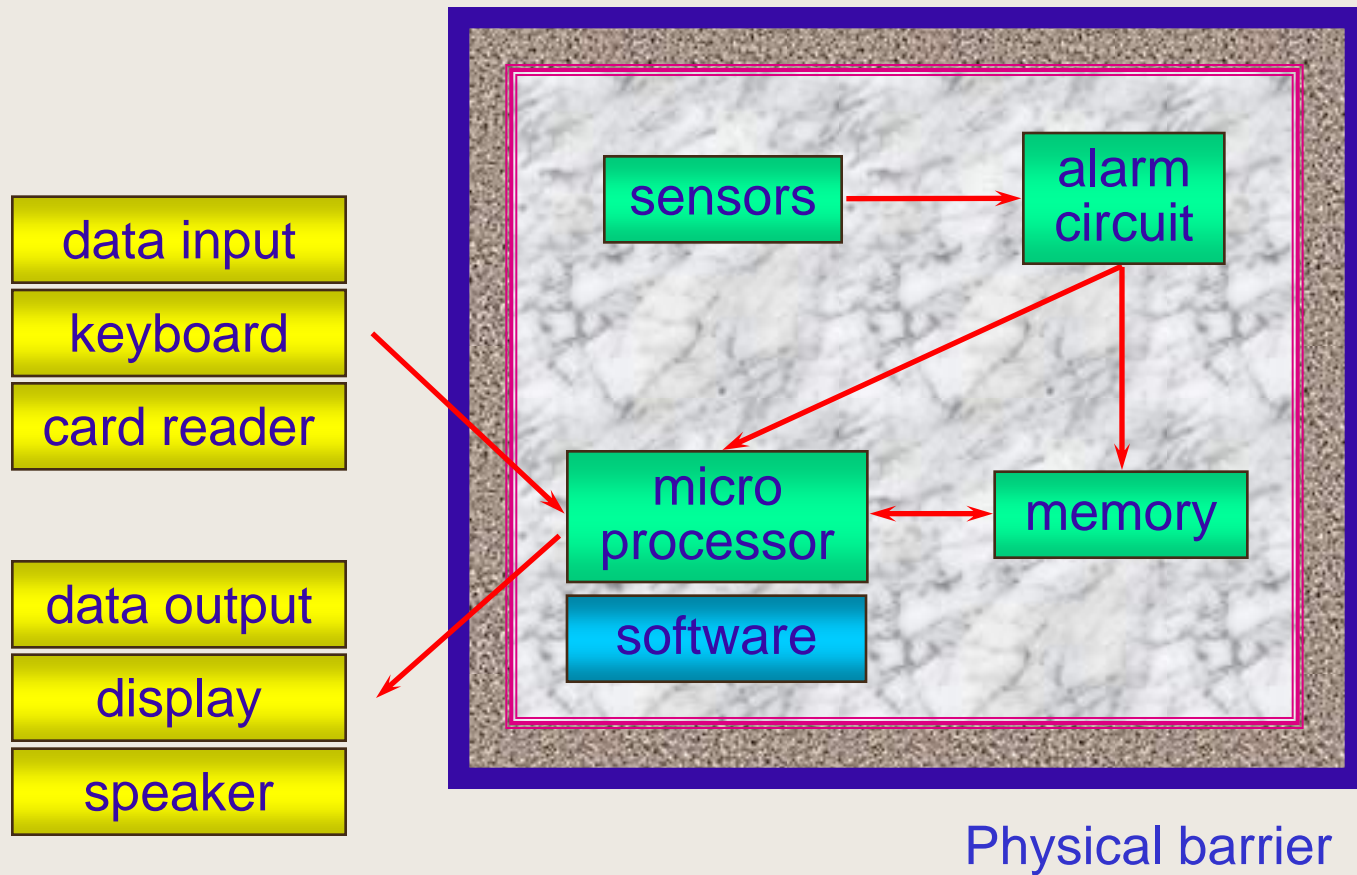 data input
keyboard
card reader
data output
display
speaker
sensors
alarm
circuit
micro
processor
memory
software
Physical barrier